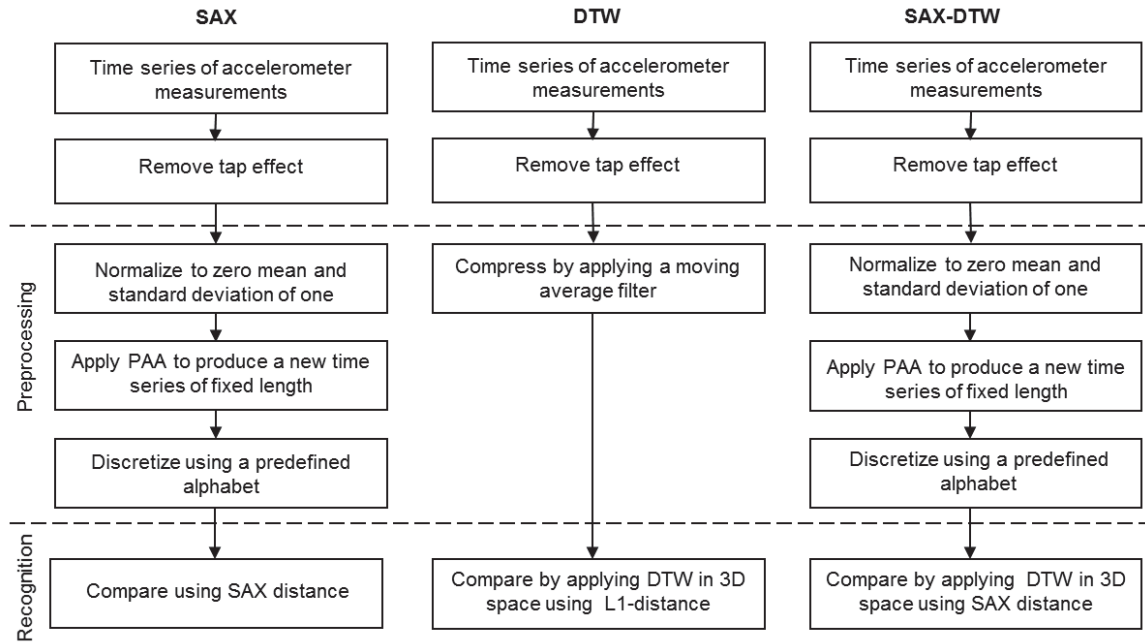 SAX
DTW
SAX-DTW
Time series of accelerometer
measurements
Time series of accelerometer
measurements
Time series of accelerometer
measurements
Remove tap effect
Remove tap effect
Remove tap effect
Preprocessing
Normalize to zero mean and
standard deviation of one
Compress by applying a moving
average filter
Normalize to zero mean and
standard deviation of one
Apply PAA to produce a new time
series of fixed length
Apply PAA to produce a new time
series of fixed length
Discretize using a predefined
alphabet
Discretize using a predefined
alphabet
Recognition
Compare using SAX distance
Compare by applying DTW in 3D
space using L1-distance
Compare by applying DTW in 3D
space using SAX distance